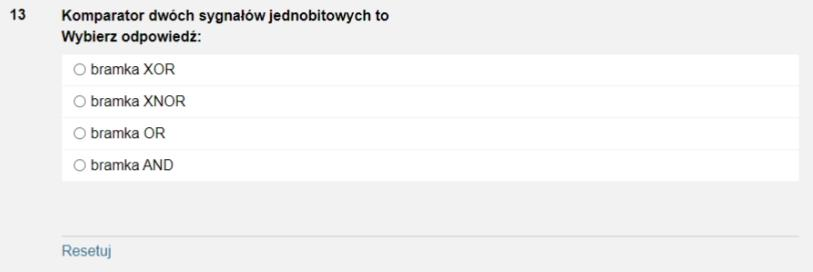 13 Komparator dwóch sygnałów jednobitowych to
Wybierz odpowiedź:
bramka XOR
bramka XNOR
bramka OR
bramka AND
Resetuj